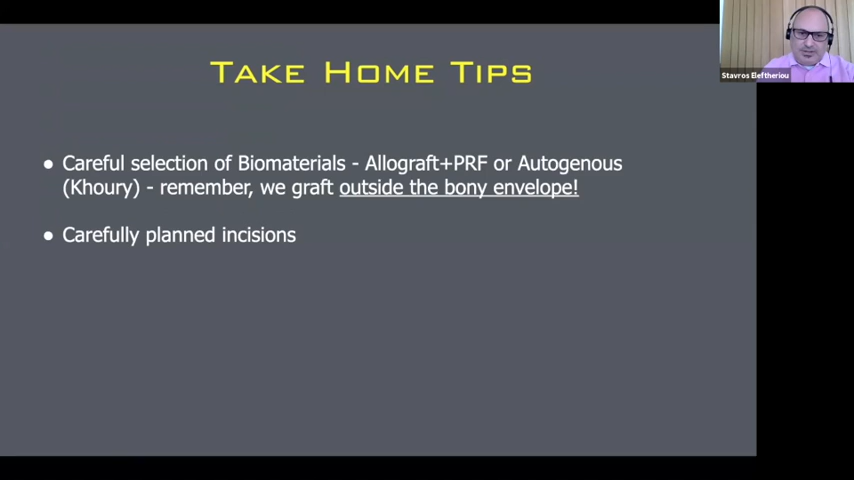 TAKE HOME TIPS
● Careful selection of Biomaterials - Allograft+PRF or Autogenous
(Khoury) - remember, we graft outside the bony envelope!
● Carefully planned incisions
Stavros Eleftheriou